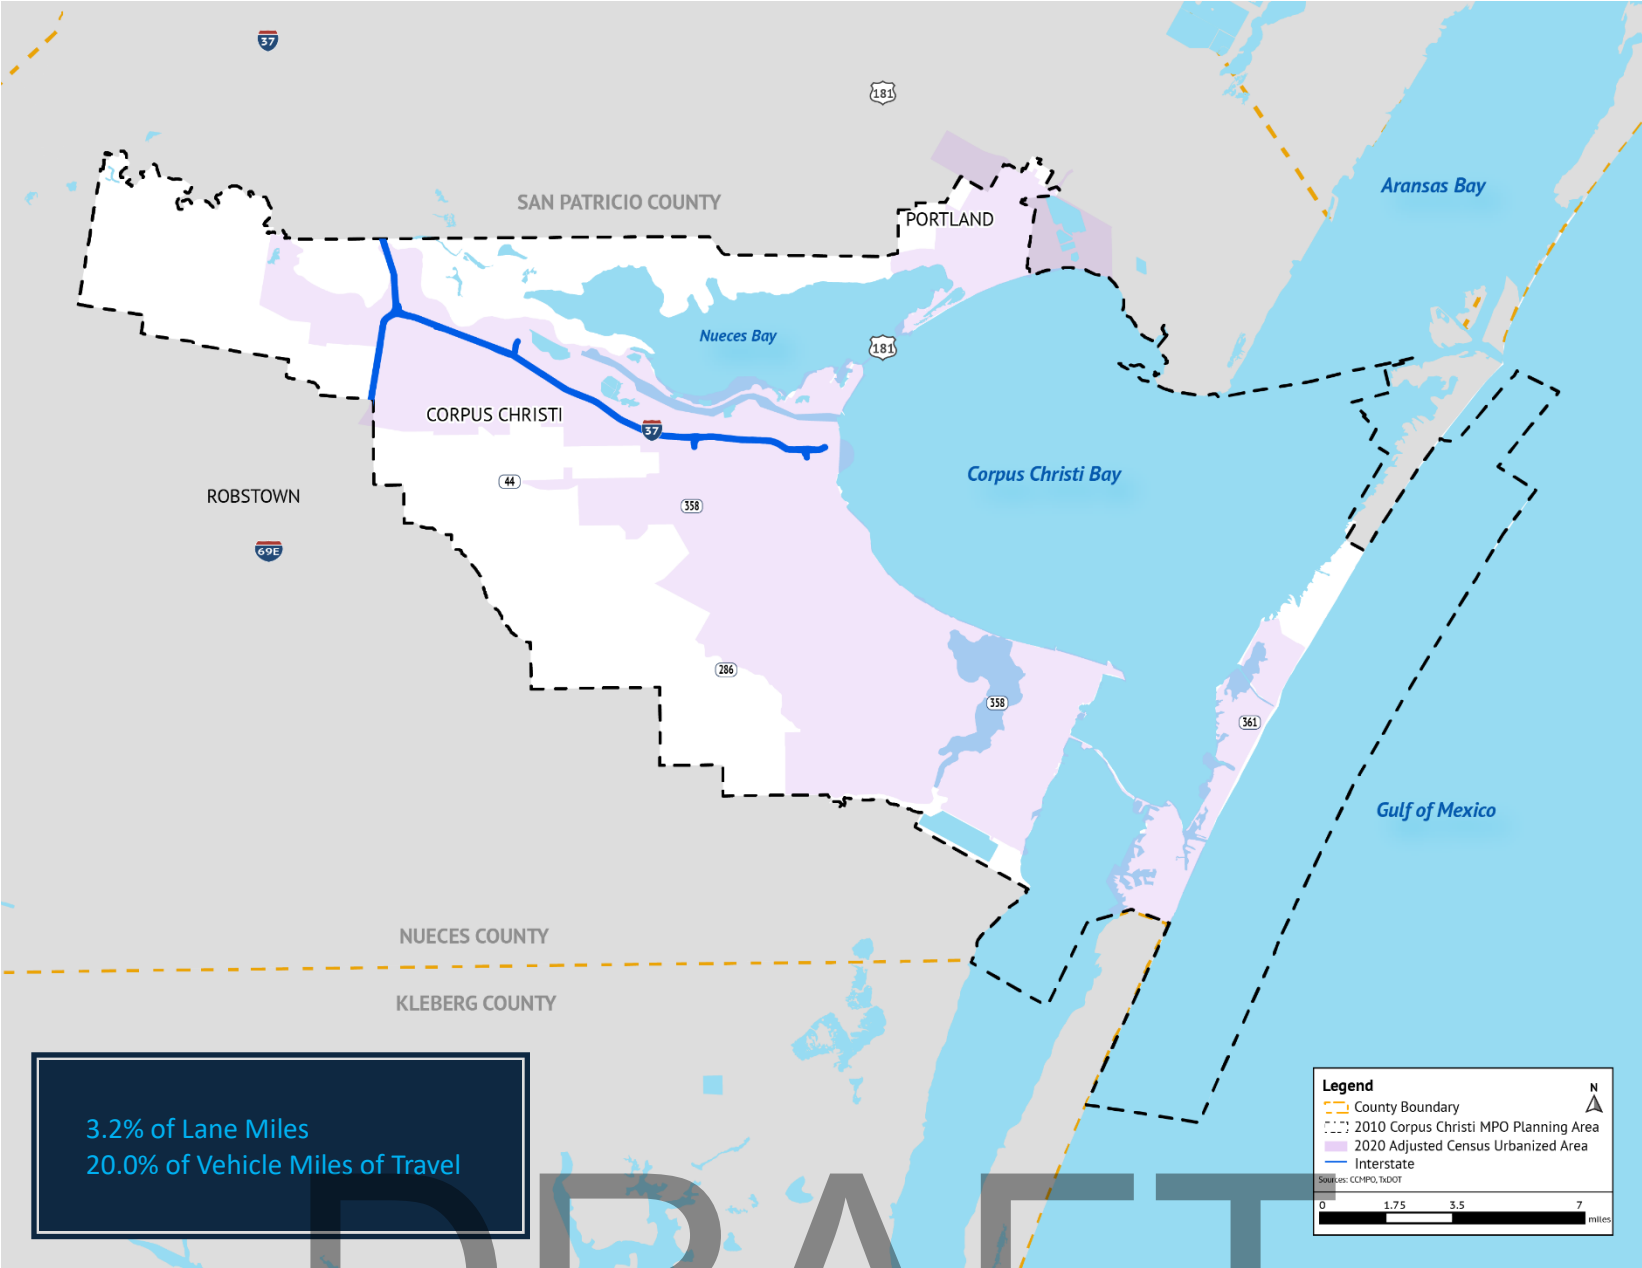 37
181
Aransas Bay
SAN PATRICIO COUNTY
PORTLAND
Nueces Bay
181
CORPUS CHRISTI
37
Corpus Christi Bay
44
ROBSTOWN
358
69E
286
358
361
Gulf of Mexico
NUECES COUNTY
KLEBERG COUNTY
3.2% of Lane Miles
20.0% of Vehicle Miles of Travel
Legend
N
County Boundary
2010 Corpus Christi MPO Planning Area
2020 Adjusted Census Urbanized Area
Interstate
Sources: CCMPO, TxDOT
0 1.75 3.5 7
miles
DRAFT